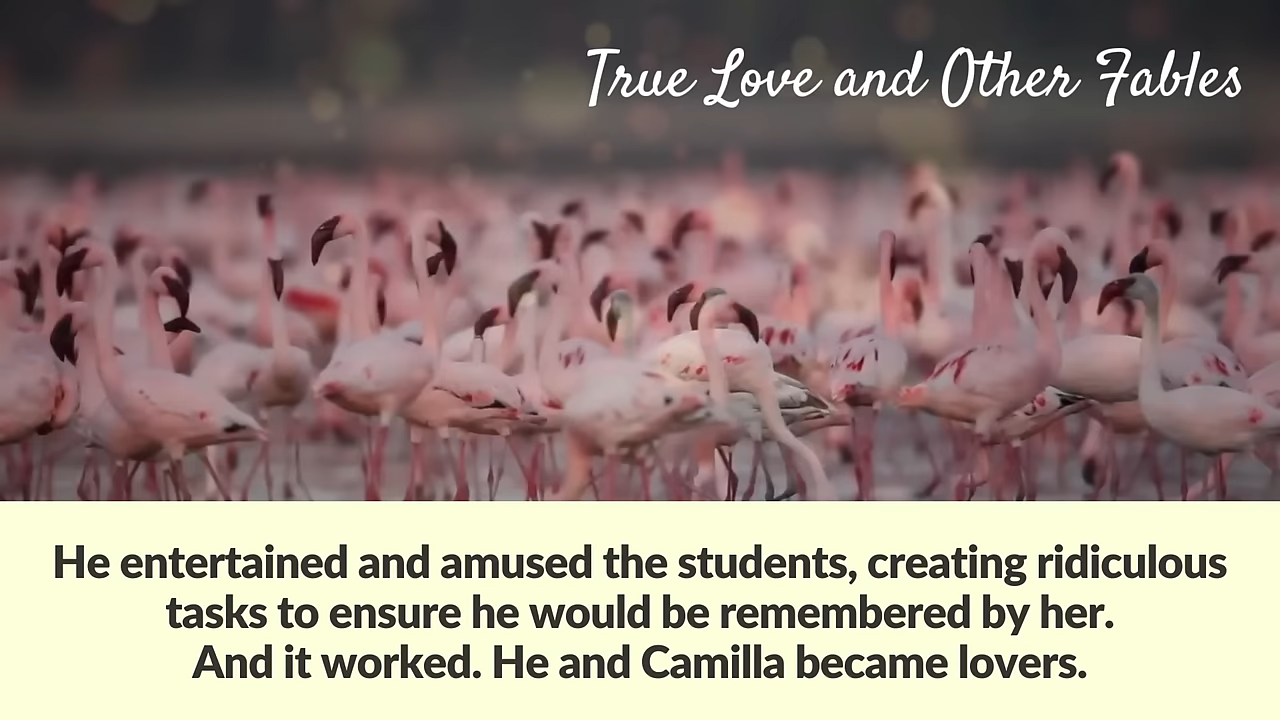 True Love and Other Fables
He entertained and amused the students, creating ridiculous
tasks to ensure he would be remembered by her.
And it worked. He and Camilla became lovers.